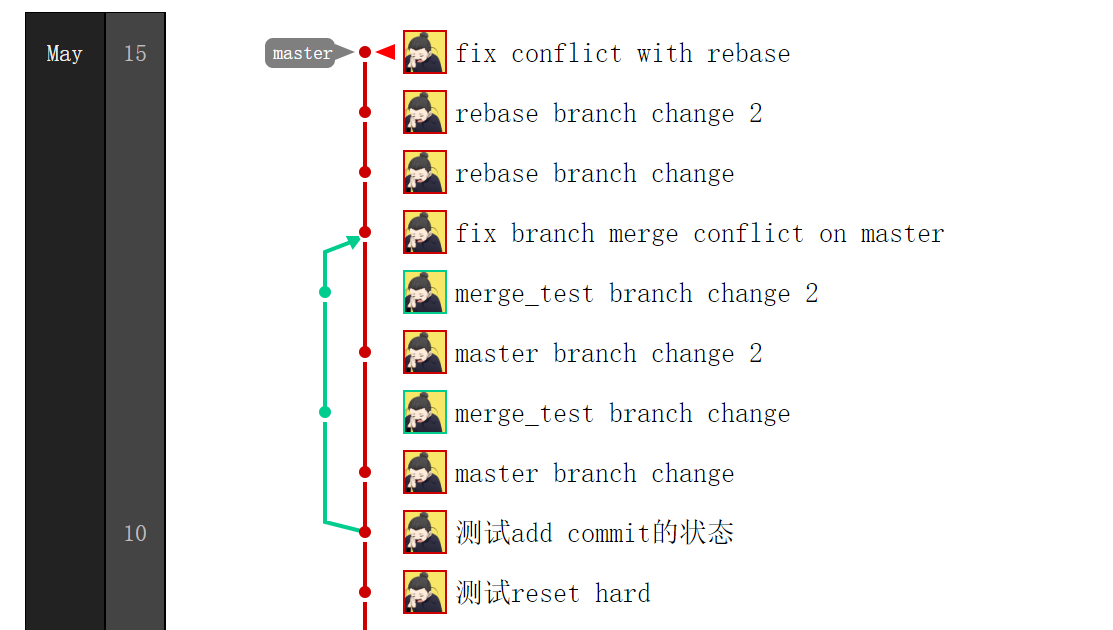 May 15 master fix conflict with rebase
rebase branch change 2
rebase branch change
fix branch merge conflict on master
merge_test branch change 2
master branch change 2
merge_test branch change
master branch change
10 测试add commit的状态
测试reset hard